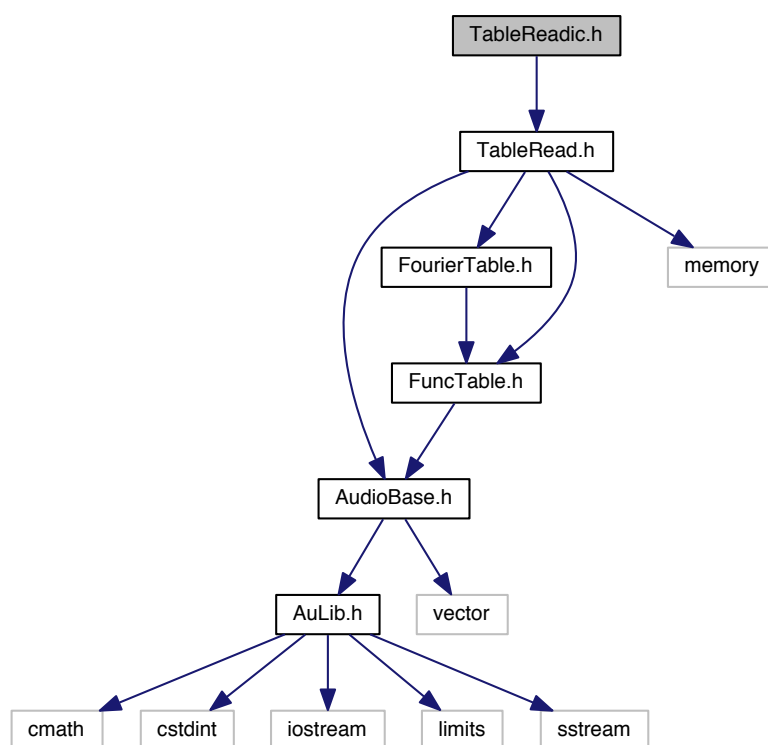 TableReadic.h
TableRead.h
FourierTable.h
memory
FuncTable.h
AudioBase.h
AuLib.h
vector
cmath
cstdint
iostream
limits
sstream